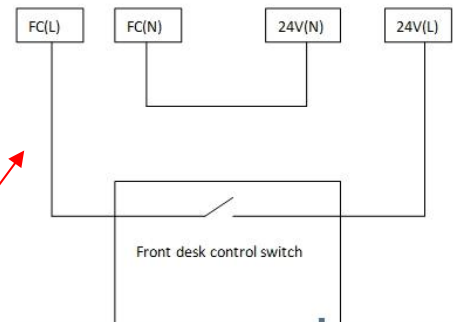 FC(L)
FC(N)
24V(N)
24V(L)
Front desk control switch